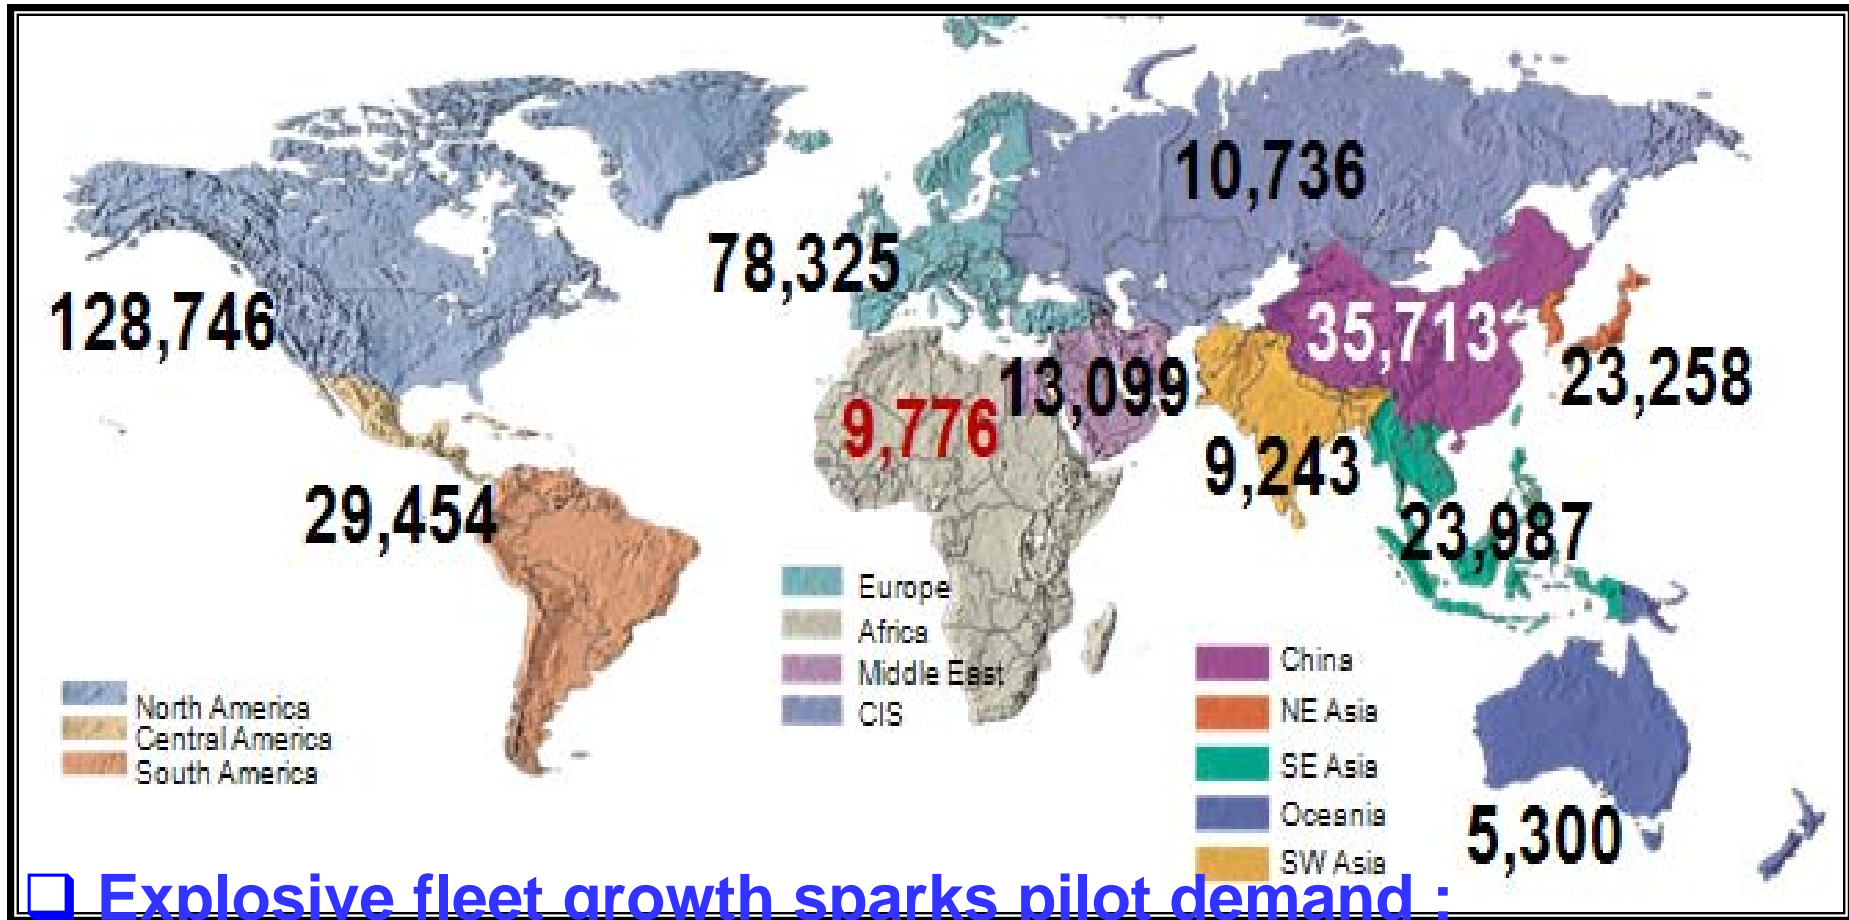 10,736
78,325
128,746
35,713
23,258
13,099
9,776
9,243
29,454
23,987
Europe
Africa
Middle East
CIS
North America
Central America
South America
China
NE Asia
SE Asia
Oceania
SW Asia
5,300
❑ Explosive fleet growth sparks pilot demand :